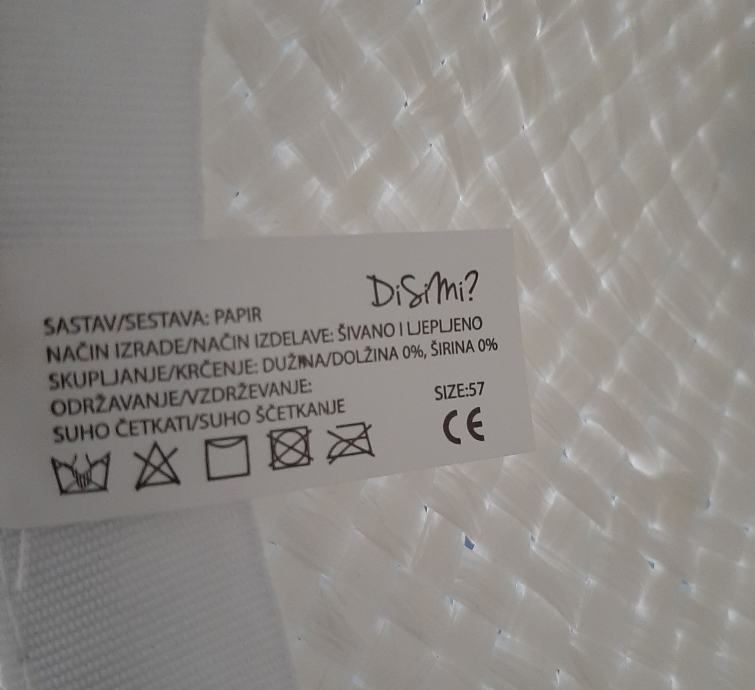 DiSiMi?
SASTAV/SESTAVA: PAPIR
NAČIN IZRADE/NAČIN IZDELAVE: ŠIVANO I LJEPLJENO
SKUPLJANJE/KRČENJE: DUŽINA/DOLŽINA 0%, ŠIRINA 0%
ODRŽAVANJE/VZDRŽEVANJE:
SUHO ČETKATI/SUHO ŠČETKANJE
SIZE:57
CE